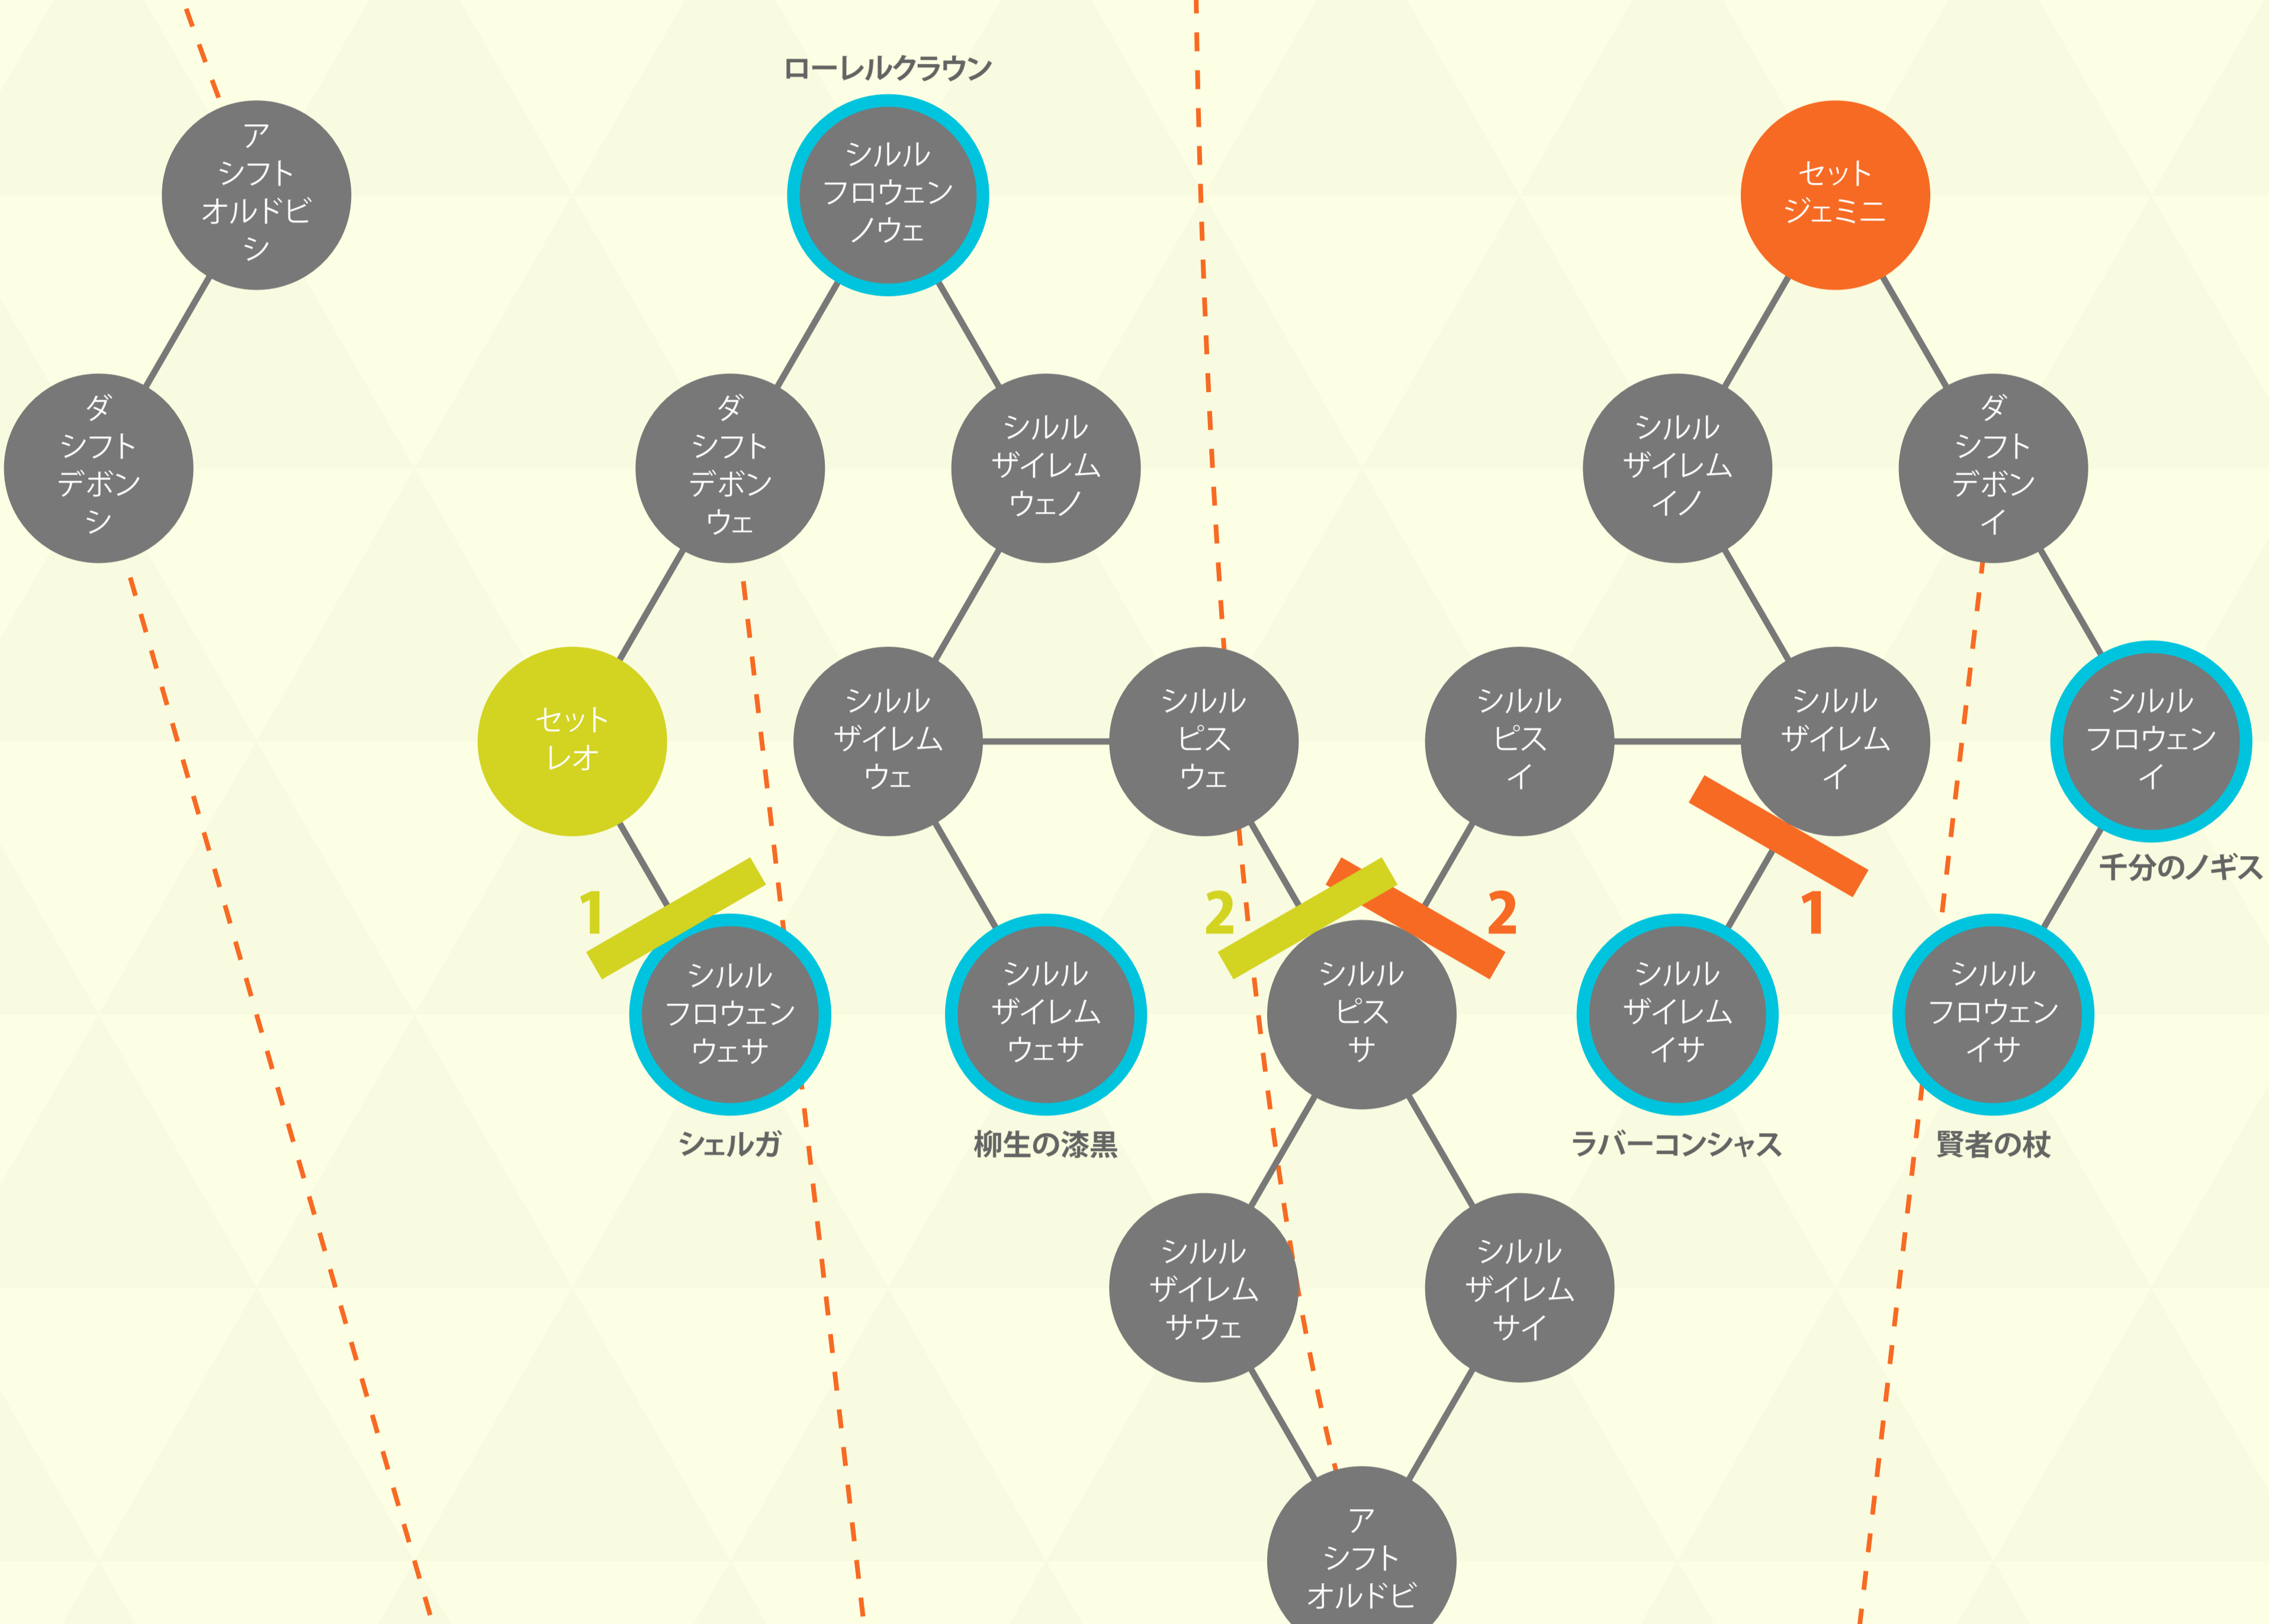 ローレルクラウン
ア
シフト
オルドビ
シ
シルル
フロウェン
ノウェ
セット
ジェミニ
ダ
シフト
デボン
シ
ダ
シフト
デボン
ウェ
シルル
ザイレム
ウェノ
シルル
ザイレム
イノ
ダ
シフト
デボン
イ
セット
レオ
シルル
ザイレム
ウェ
シルル
ピス
ウェ
シルル
ピス
イ
シルル
ザイレム
イ
シルル
フロウェン
イ
千分のノギス
1
2
2
1
シルル
フロウェン
ウェサ
シェルガ
シルル
ザイレム
ウェサ
柳生の漆黒
シルル
ピス
サ
シルル
ザイレム
イサ
ラバーコンシャス
シルル
フロウェン
イサ
賢者の杖
シルル
ザイレム
サウェ
シルル
ザイレム
サイ
ア
シフト
オルドビ